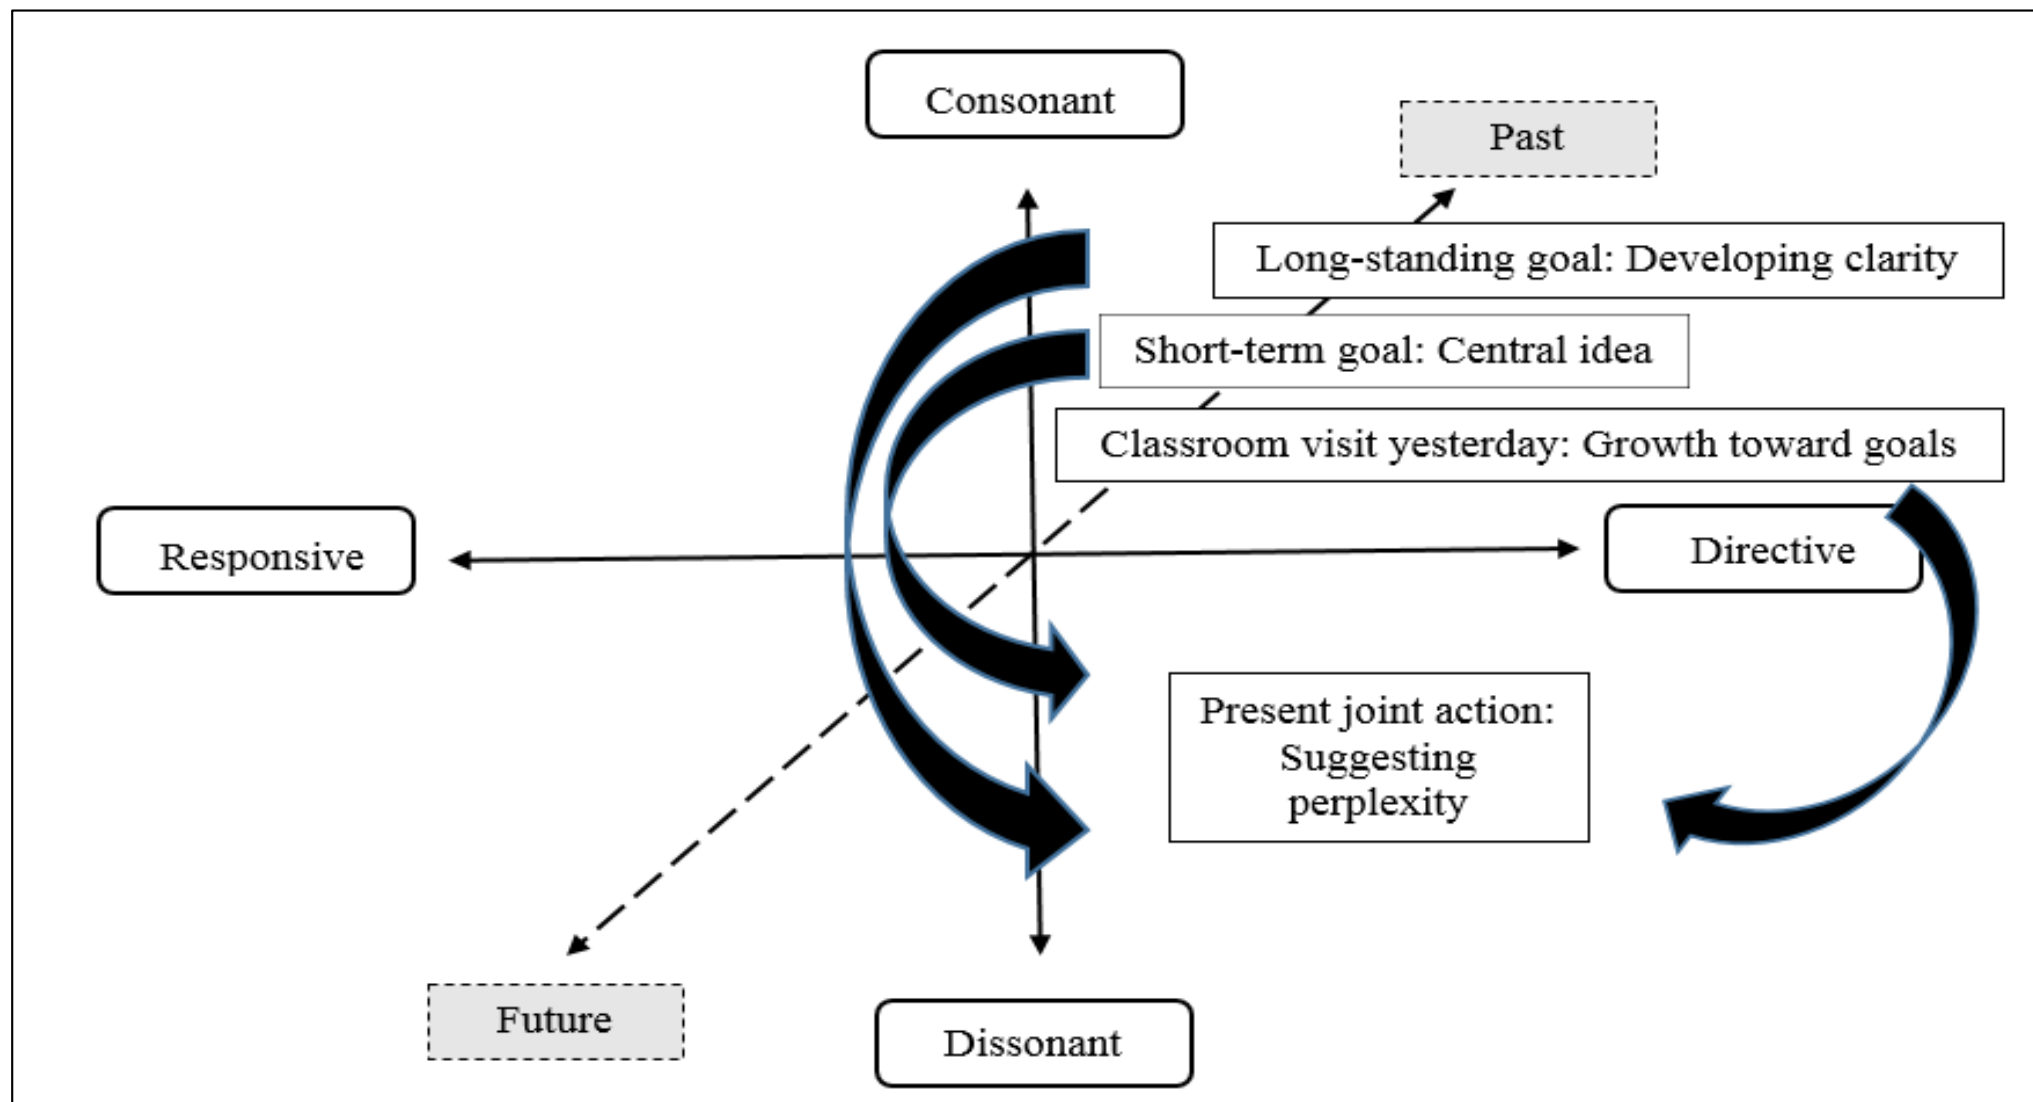 Consonant
Past
Long-standing goal: Developing clarity
Short-term goal: Central idea
Classroom visit yesterday: Growth toward goals
Responsive
Directive
Present joint action:
Suggesting
perplexity
Future
Dissonant